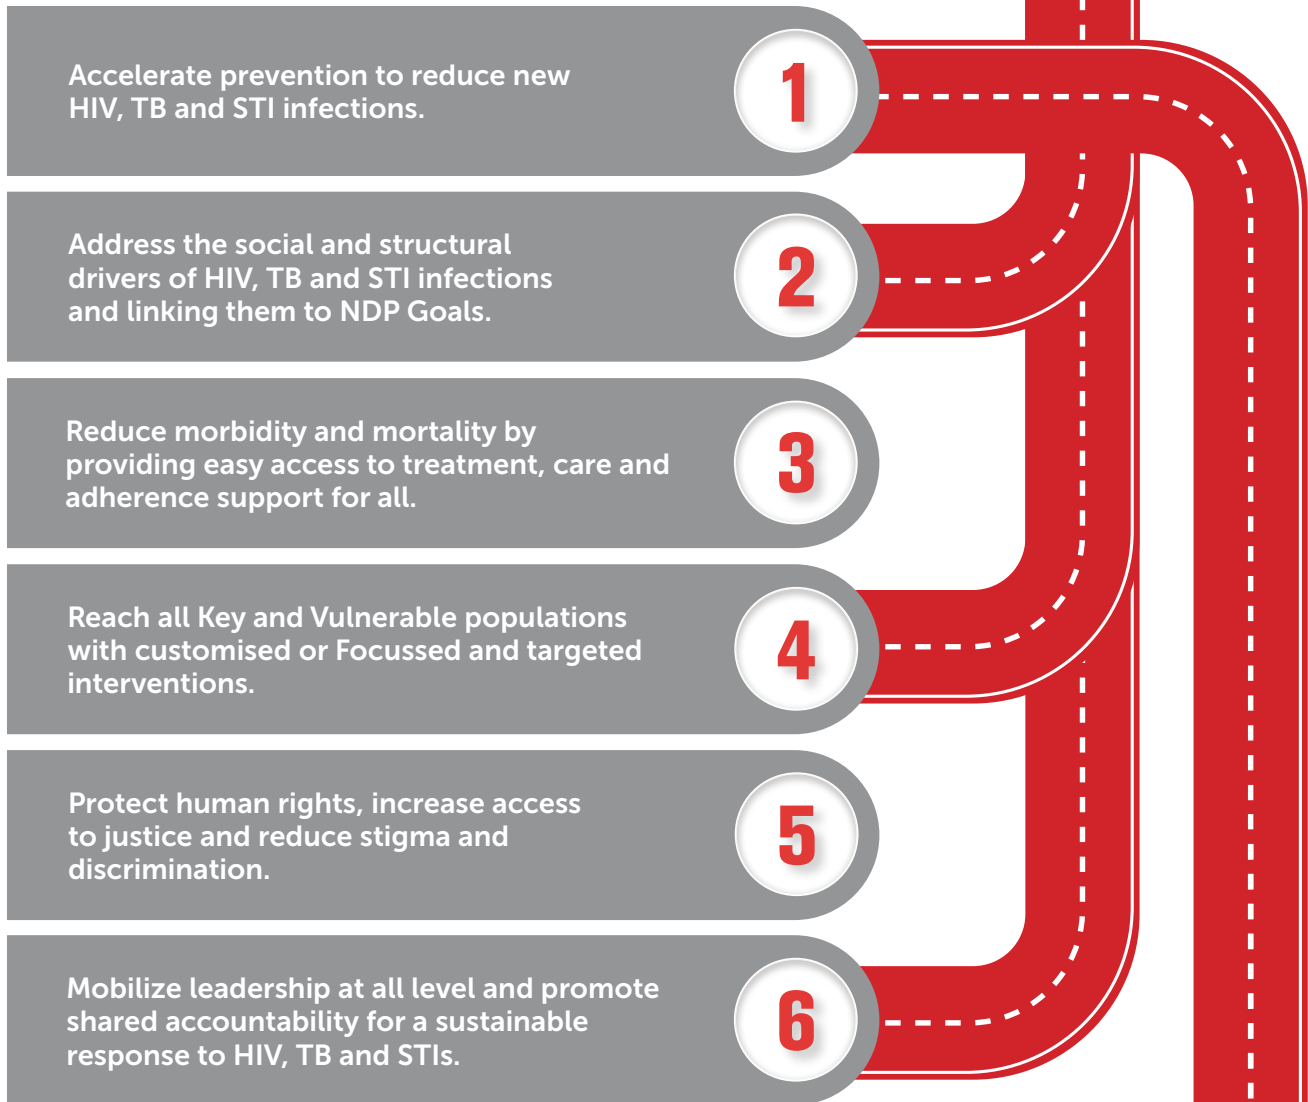 Accelerate prevention to reduce new
HIV, TB and STI infections.
1
Address the social and structural
drivers of HIV, TB and STI infections
and linking them to NDP Goals.
2
Reduce morbidity and mortality by
providing easy access to treatment, care and
adherence support for all.
3
Reach all Key and Vulnerable populations
with customised or Focussed and targeted
interventions.
4
Protect human rights, increase access
to justice and reduce stigma and
discrimination.
5
Mobilize leadership at all level and promote
shared accountability for a sustainable
response to HIV, TB and STIs.
6